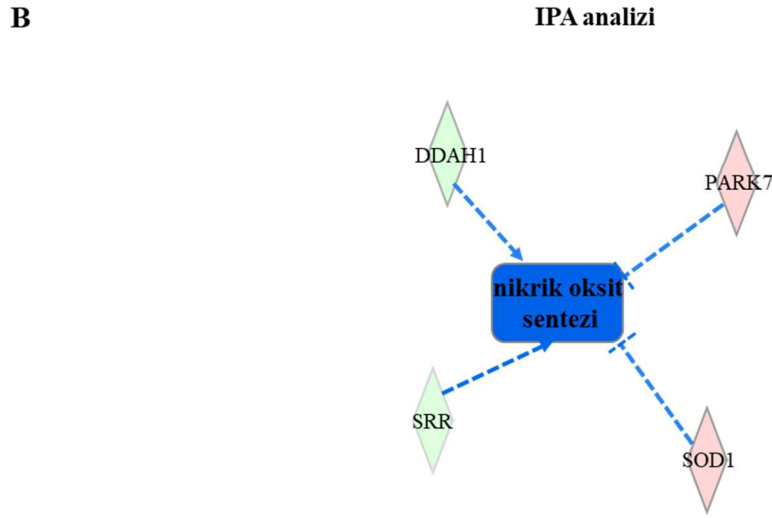 B
IPA analizi
DDAH1
PARK7
nikrik oksit
sentezi
SRR
SOD1